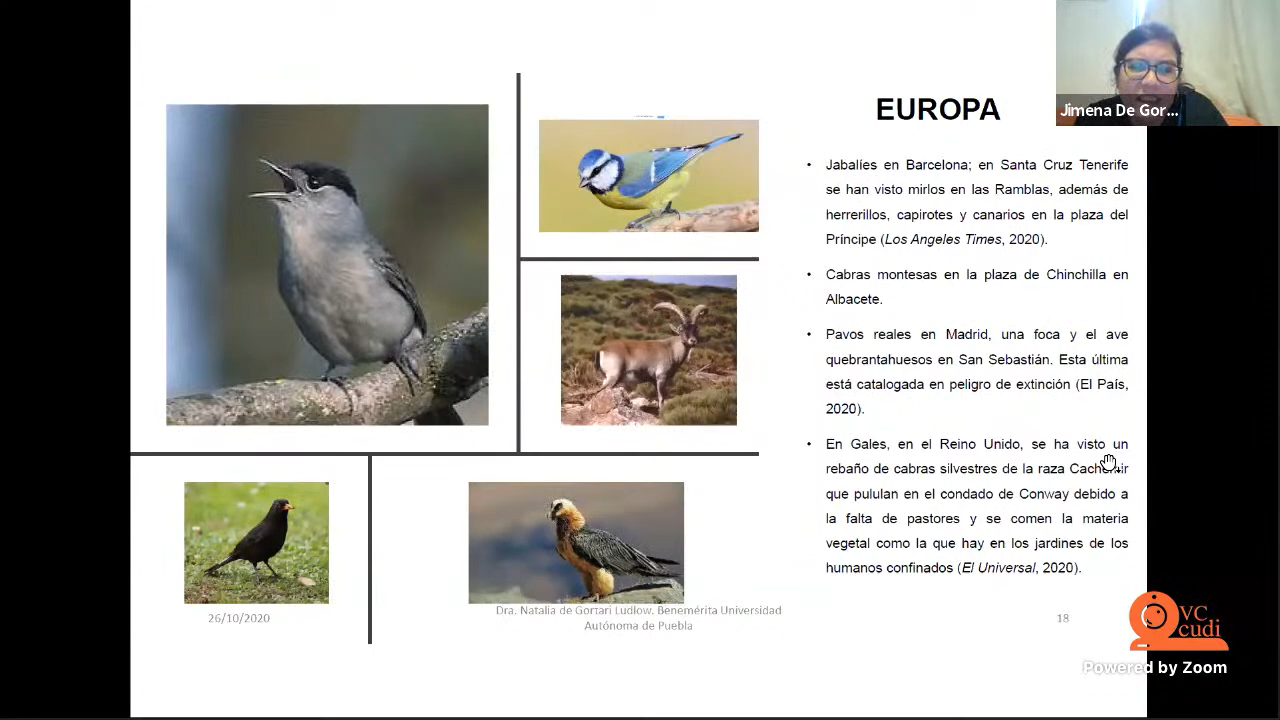 EUROPA
Jimena De Gor...
• Jabalíes en Barcelona; en Santa Cruz Tenerife
se han visto mirlos en las Ramblas, además de
herrerillos, capirotes y canarios en la plaza del
Príncipe (Los Angeles Times, 2020).
• Cabras montesas en la plaza de Chinchilla en
Albacete.
• Pavos reales en Madrid, una foca y el ave
quebrantahuesos en San Sebastián. Esta última
está catalogada en peligro de extinción (El País,
2020).
• En Gales, en el Reino Unido, se ha visto un
rebaño de cabras silvestres de la raza
que pululan en el condado de Conway debido a
la falta de pastores y se comen la materia
vegetal como la que hay en los jardines de los
humanos confinados (El Universal, 2020).
26/10/2020
Dra. Natalia de Gortari Ludlow. Benemérita Universidad
Autónoma de Puebla
18
VC
cudi
Powered by Zoom